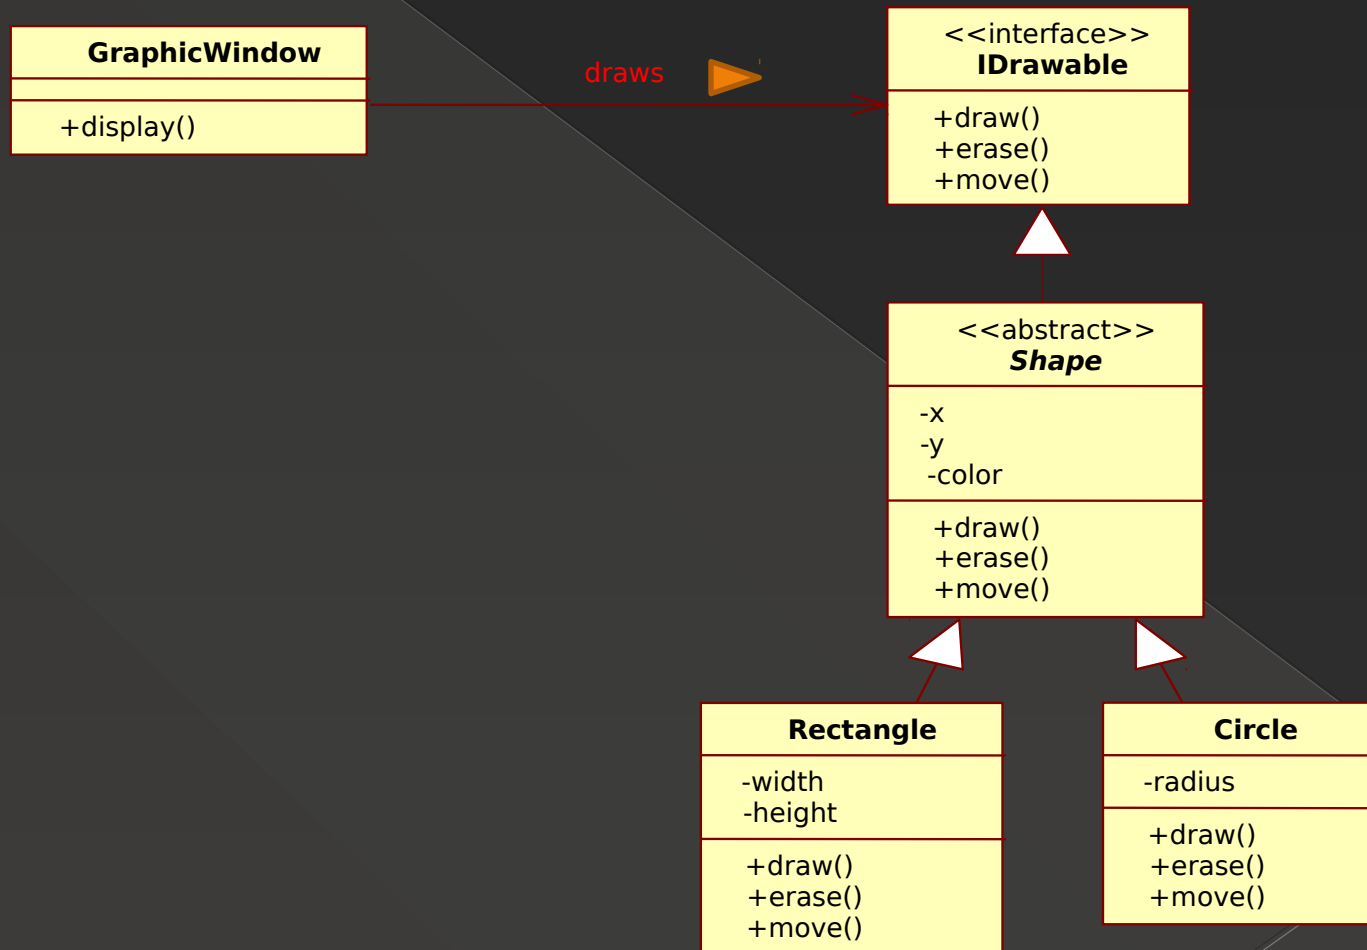 GraphicWindow
+display()
draws
<<interface>>
IDrawable
+draw()
+erase()
+move()
<<abstract>>
Shape
-x
-y
-color
+draw()
+erase()
+move()
Rectangle
-width
-height
+draw()
+erase()
+move()
Circle
-radius
+draw()
+erase()
+move()